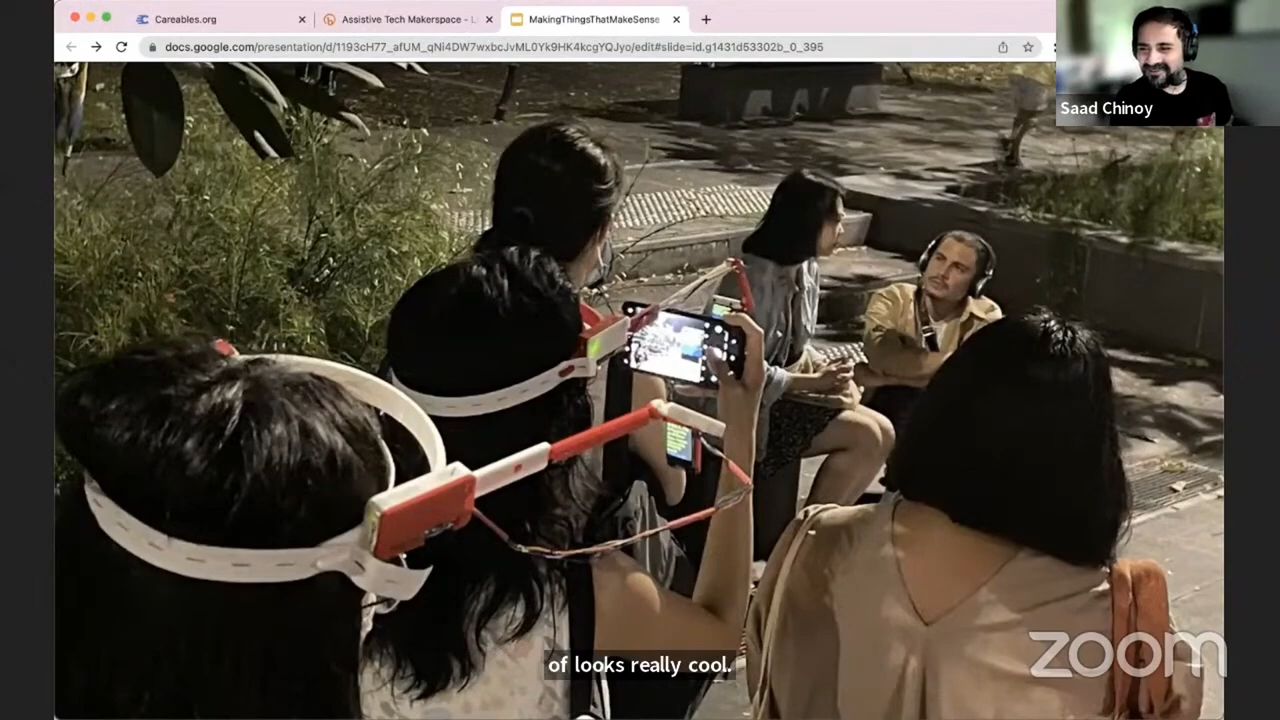 Careables.org
Assistive Tech Makerspace - L
MakingThingsThatMakeSense
docs.google.com/presentation/d/1193cH77_afUM_qNi4DW7wxbcJvML0Yk9HK4kcgYQJyo/edit#slide=id.g1431d53302b_0_395
Saad Chinoy
of looks really cool.
zoom